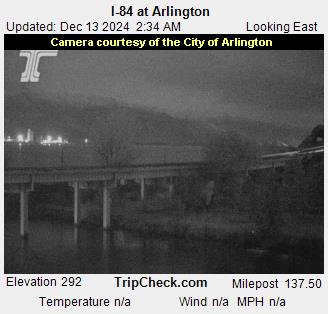 I-84 at Arlington
Updated: Dec 13 2024 2:34 AM Looking East
Camera courtesy of the City of Arlington
Elevation 292 TripCheck.com Milepost 137.50
Temperature n/a Wind n/a MPH n/a